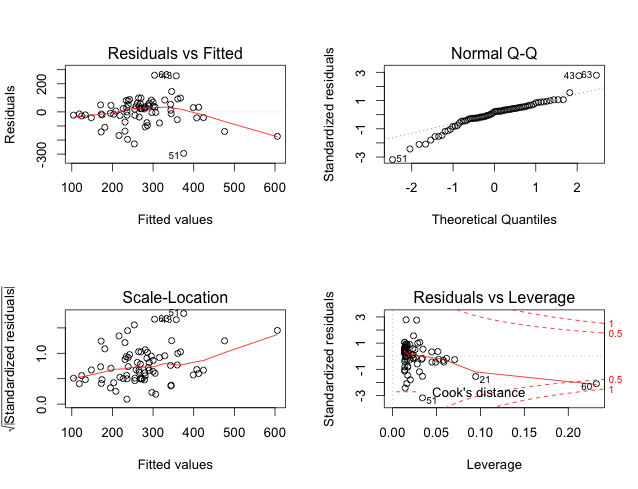 Residuals vs Fitted
Residuals
-300
0
200
63
43
51
100 200 300 400 500 600
Fitted values
Normal Q-Q
Standardized residuals
-3
-1
1
3
43
63
51
-2 -1 0 1 2
Theoretical Quantiles
Scale-Location
√|Standardized residuals|
0.0
1.0
63
43
51
100 200 300 400 500 600
Fitted values
Residuals vs Leverage
Standardized residuals
-3
-1
1
3
1
0.5
0.5
1
21
60
51
Cook's distance
0.00 0.05 0.10 0.15 0.20
Leverage